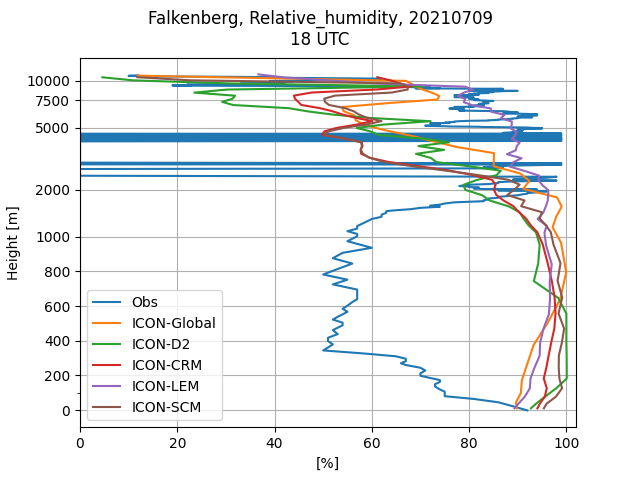 Falkenberg, Relative_humidity, 20210709
18 UTC
10000
7500
5000
2000
1000
800
600
400
200
0
Height [m]
Obs
ICON-Global
ICON-D2
ICON-CRM
ICON-LEM
ICON-SCM
0 20 40 60 80 100
[%]